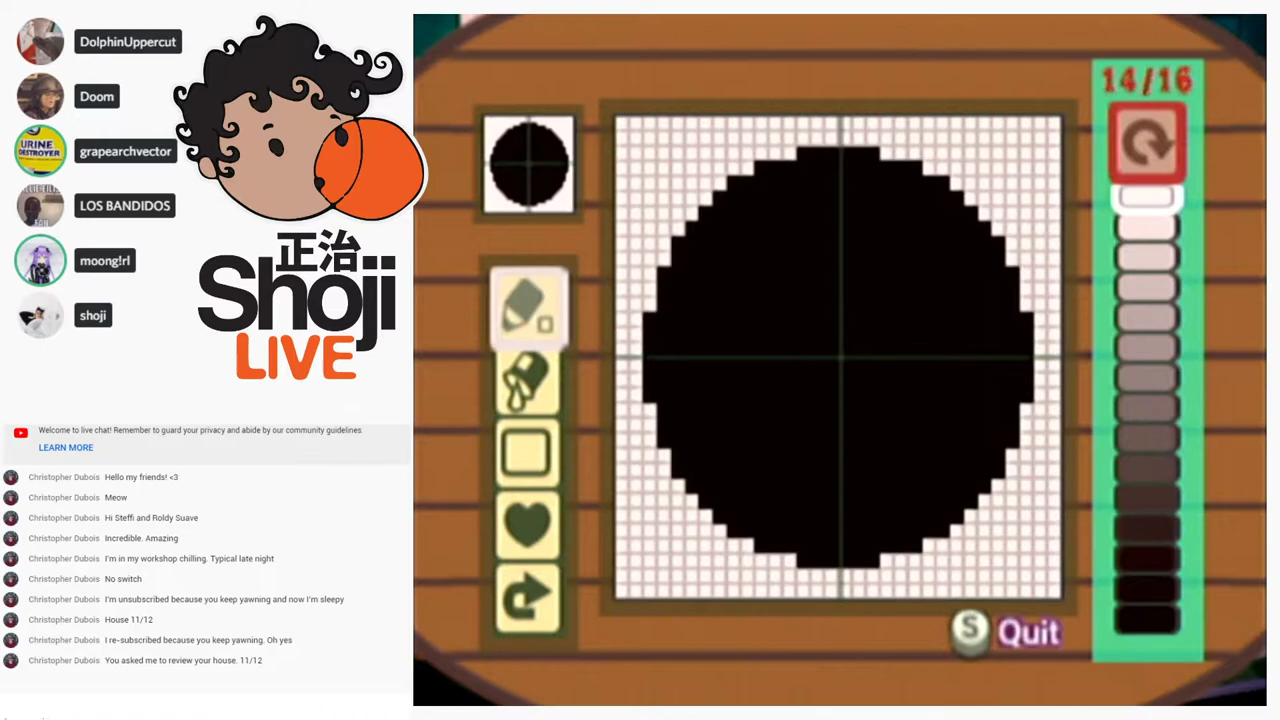 DolphinUppercut
Doom
URINE
DESTROYER
grapearchvector
LOS BANDIDOS
moong!rl
shoji
正治
Shoji
LIVE
Welcome to live chat! Remember to guard your privacy and abide by our community guidelines.
LEARN MORE
Christopher Dubois Hello my friends! <3
Christopher Dubois Meow
Christopher Dubois Hi Steffi and Roldy Suave
Christopher Dubois Incredible. Amazing
Christopher Dubois I'm in my workshop chilling. Typical late night
Christopher Dubois No switch
Christopher Dubois I'm unsubscribed because you keep yawning and now I'm sleepy
Christopher Dubois House 11/12
Christopher Dubois I re-subscribed because you keep yawning. Oh yes
Christopher Dubois You asked me to review your house. 11/12
14/16
S Quit